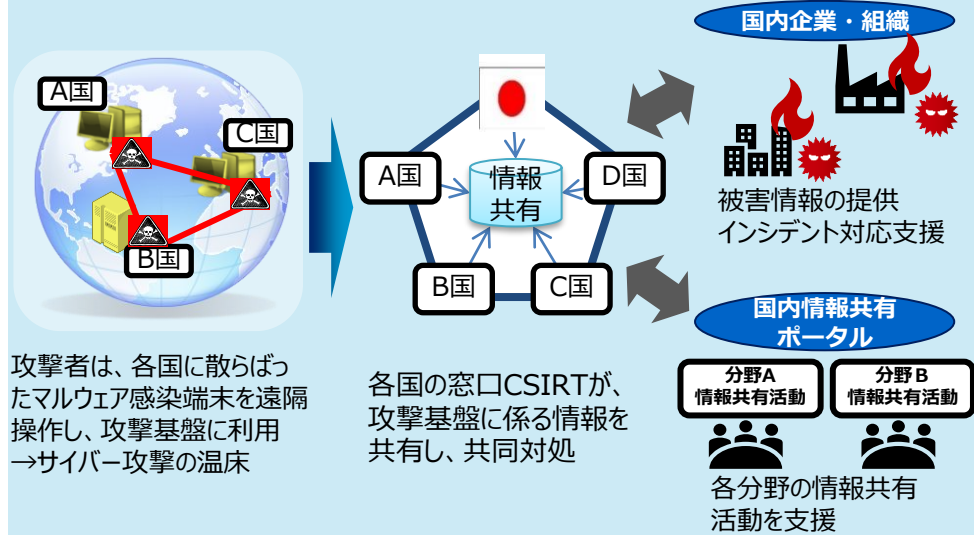 A国
C国
B国
攻撃者は、各国に散らばっ
たマルウェア感染端末を遠隔
操作し、攻撃基盤に利用
→サイバー攻撃の温床
A国
情報
共有
D国
B国
C国
各国の窓口CSIRTが、
攻撃基盤に係る情報を
共有し、共同対処
国内企業・組織
被害情報の提供
インシデント対応支援
国内情報共有
ポータル
分野A
情報共有活動
分野B
情報共有活動
各分野の情報共有
活動を支援